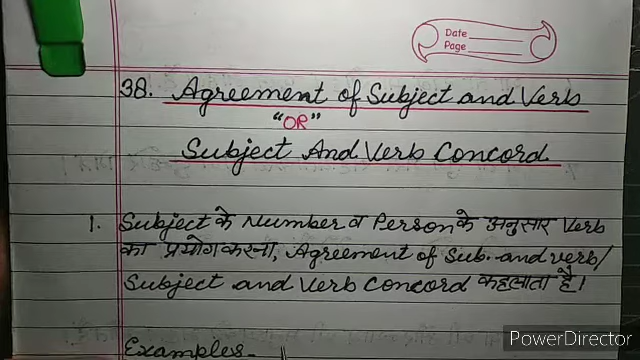 Date
Page
38. Agreement of Subject and Verb
"OR"
Subject And Verb Concord
1. Subject के Number व Person के अनुसार Verb
का प्रयोग करना, Agreement of Sub. and verb/
Subject and Verb Concord कहलाता है।
Examples-
PowerDirector